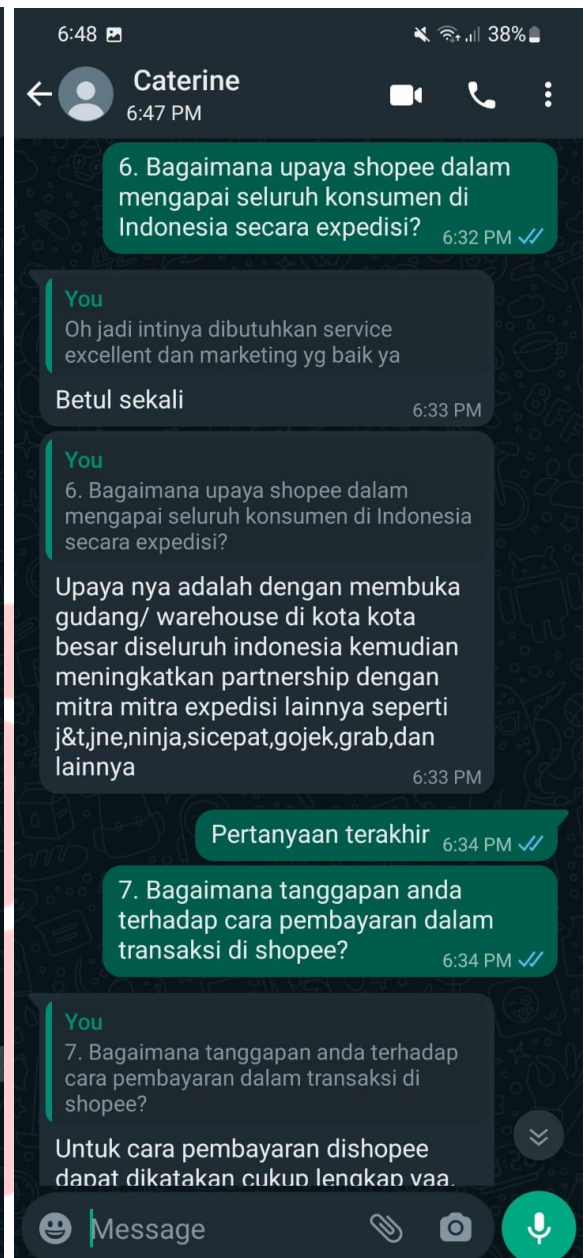 6:48 38%
Caterine
6:47 PM
6. Bagaimana upaya shopee dalam
mengapai seluruh konsumen di
Indonesia secara expedisi? 6:32 PM
You
Oh jadi intinya dibutuhkan service
excellent dan marketing yg baik ya
Betul sekali
6:33 PM
You
6. Bagaimana upaya shopee dalam
mengapai seluruh konsumen di Indonesia
secara expedisi?
Upaya nya adalah dengan membuka
gudang/ warehouse di kota kota
besar diseluruh indonesia kemudian
meningkatkan partnership dengan
mitra mitra expedisi lainnya seperti
j&t,jne,ninja,sicepat,gojek,grab,dan
lainnya
6:33 PM
Pertanyaan terakhir 6:34 PM
7. Bagaimana tanggapan anda
terhadap cara pembayaran dalam
transaksi di shopee? 6:34 PM
You
7. Bagaimana tanggapan anda terhadap
cara pembayaran dalam transaksi di
shopee?
Untuk cara pembayaran dishopee
dapat dikatakan cukup lengkap yaa,
Message